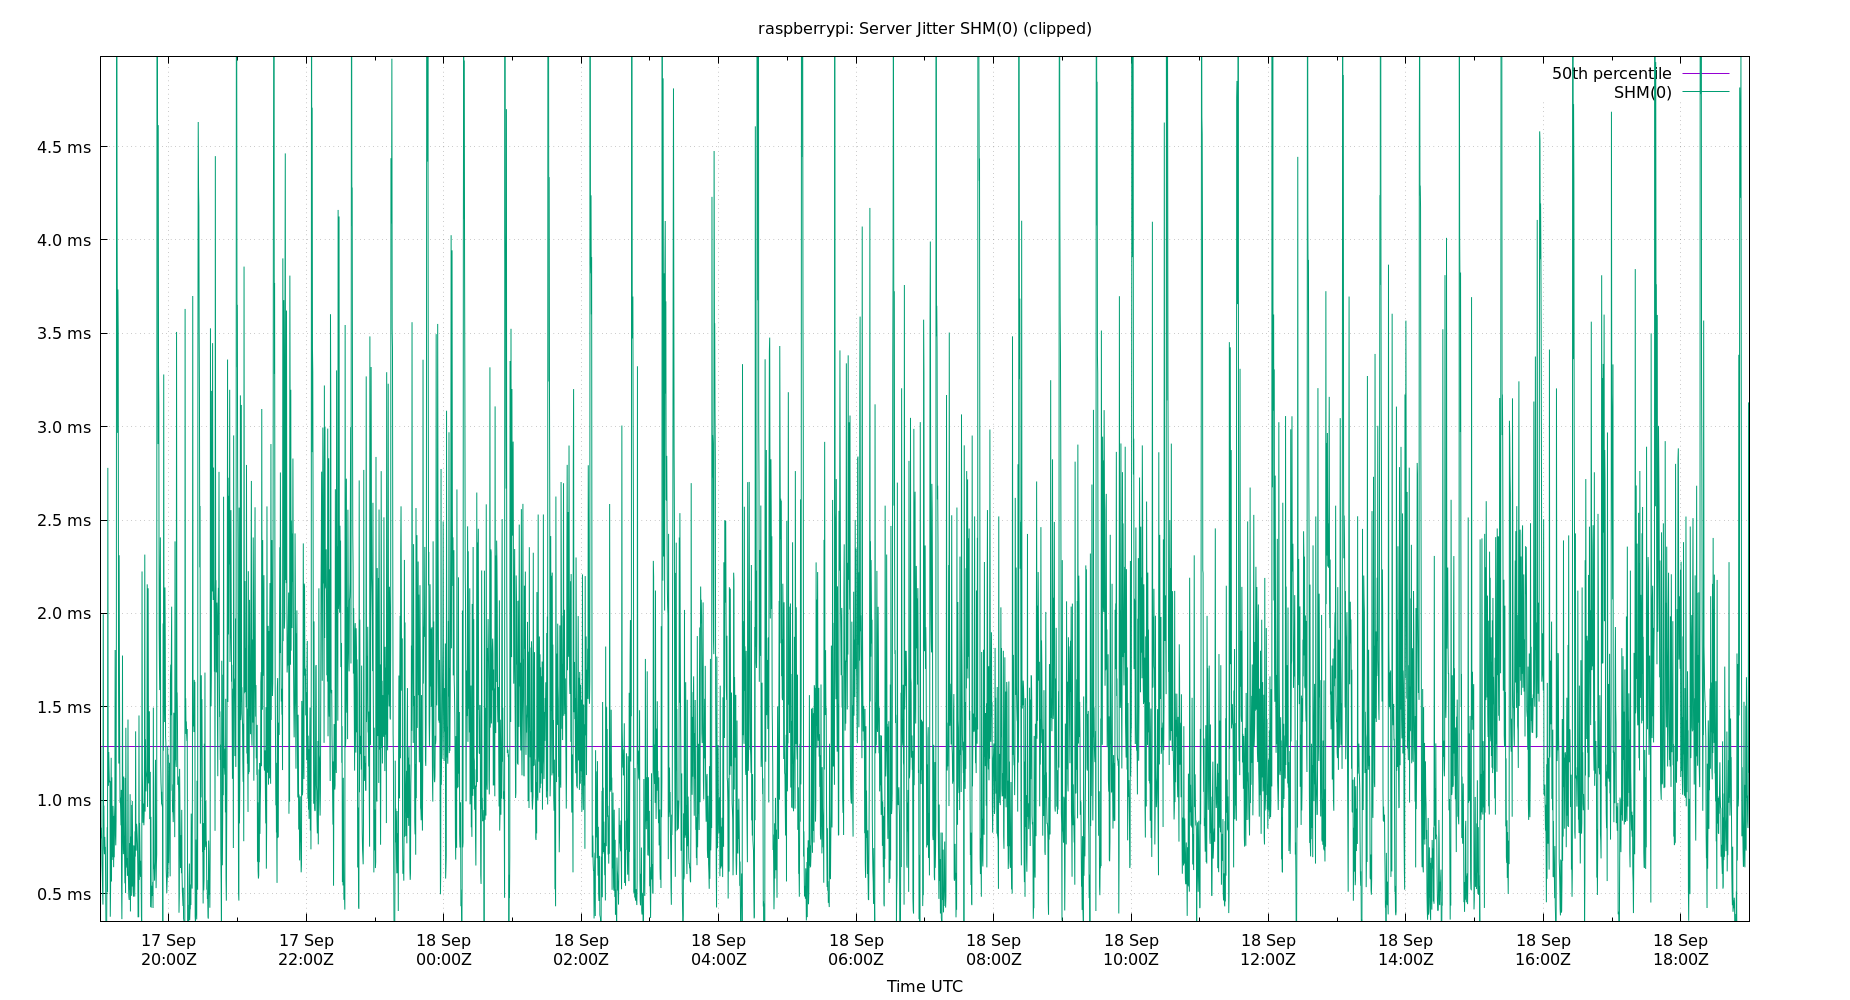 raspberrypi: Server Jitter SHM(0) (clipped)
50th percentile
SHM(0)
4.5 ms
4.0 ms
3.5 ms
3.0 ms
2.5 ms
2.0 ms
1.5 ms
1.0 ms
0.5 ms
17 Sep 17 Sep 18 Sep 18 Sep 18 Sep 18 Sep 18 Sep 18 Sep 18 Sep 18 Sep 18 Sep 18 Sep
20:00Z 22:00Z 00:00Z 02:00Z 04:00Z 06:00Z 08:00Z 10:00Z 12:00Z 14:00Z 16:00Z 18:00Z
Time UTC